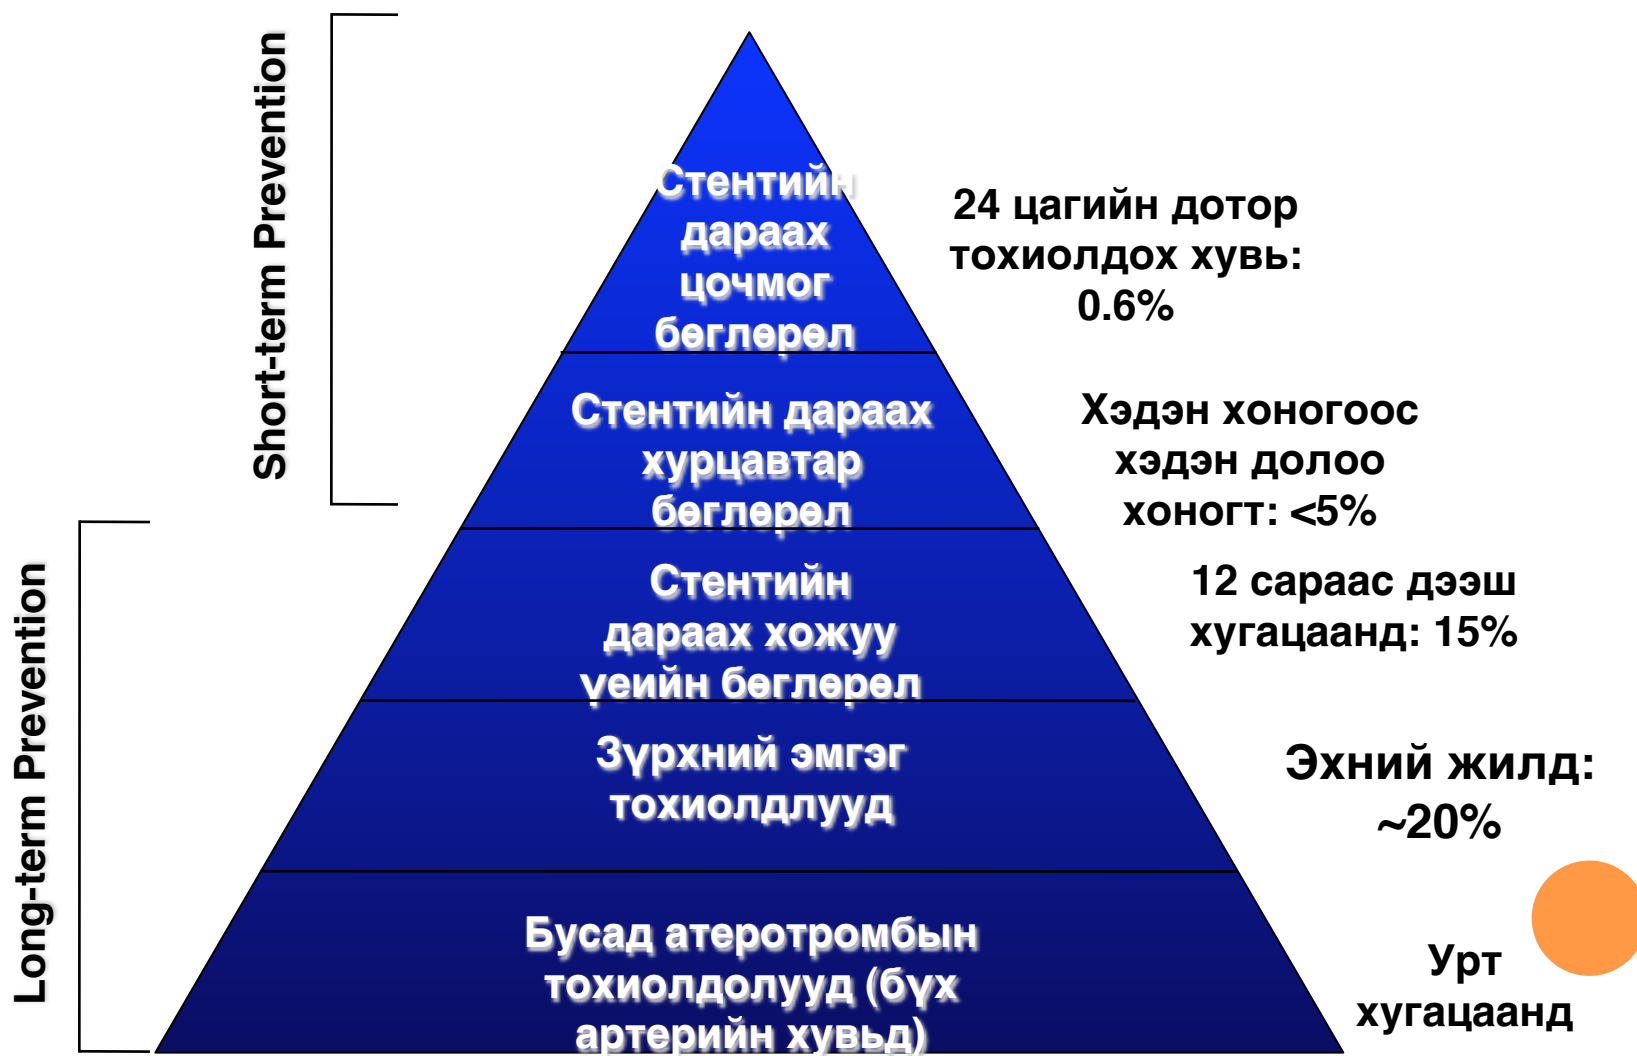 Short-term Prevention
Стентийн
дараах
цочмог
бөглөрөл
24 цагийн дотор
тохиолдох хувь:
0.6%
Стентийн дараах
хурцавтар
бөглөрөл
Хэдэн хоногоос
хэдэн долоо
хоногт: <5%
Long-term Prevention
Стентийн
дараах хожуу
үеийн бөглөрөл
12 сараас дээш
хугацаанд: 15%
Зүрхний эмгэг
тохиолдлууд
Эхний жилд:
~20%
Бусад атеротромбын
тохиолдолууд (бүх
артерийн хувьд)
Урт
хугацаанд